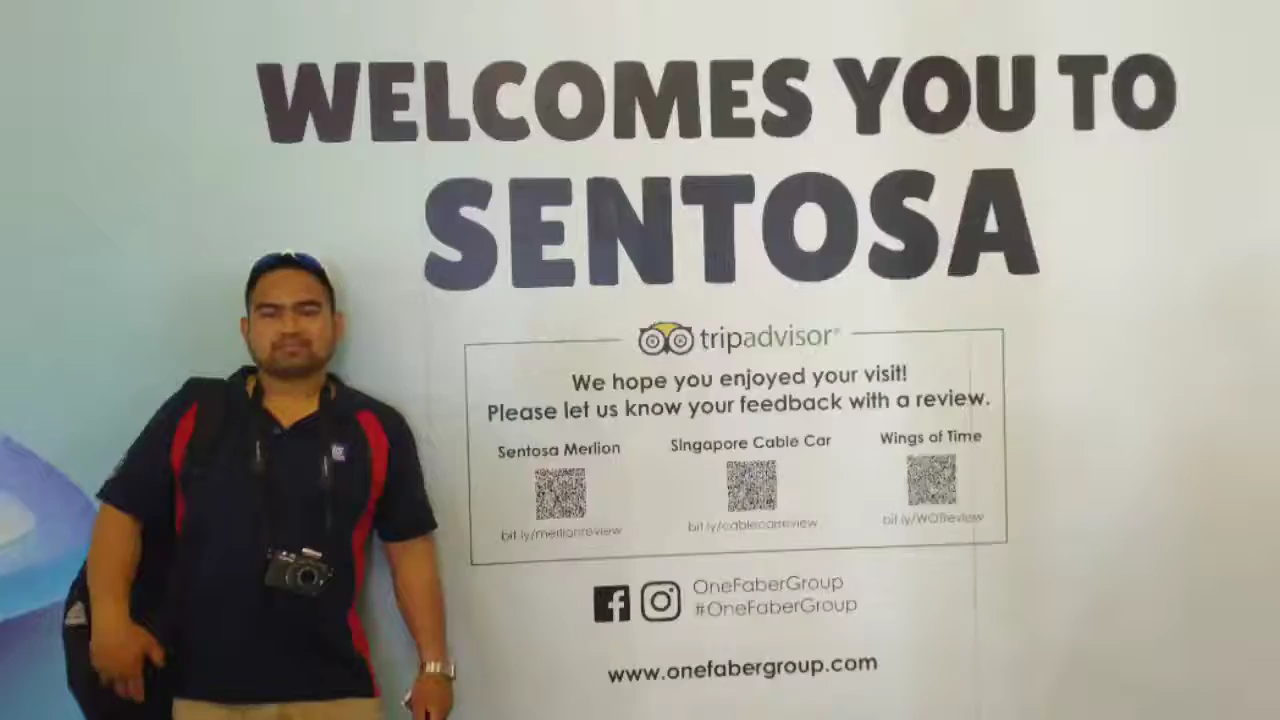 WELCOMES YOU TO
SENTOSA
tripadvisor®
We hope you enjoyed your visit!
Please let us know your feedback with a review.
Sentosa Merlion
Singapore Cable Car
Wings of Time
bit.ly/merlionreview
bit.ly/cablecarreview
bit.ly/WOTreview
OneFaberGroup
#OneFaberGroup
www.onefabergroup.com